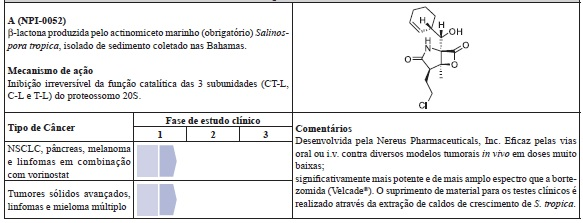 A (NPI-0052)
β-lactona produzida pelo actinomiceto marinho (obrigatório) Salinos-
pora tropica, isolado de sedimento coletado nas Bahamas.
Mecanismo de ação
Inibição irreversível da função catalítica das 3 subunidades (CT-L,
C-L e T-L) do proteossomo 20S.
H
H
OH
H
N
O
O
O
Cl
Tipo de Câncer
Fase de estudo clínico
1 2 3
NSCLC, pâncreas, melanoma
e linfomas em combinação
com vorinostat
Tumores sólidos avançados,
linfomas e mieloma múltiplo
Comentários
Desenvolvida pela Nereus Pharmaceuticals, Inc. Eficaz pelas vias
oral ou i.v. contra diversos modelos tumorais in vivo em doses muito
baixas;
significativamente mais potente e de mais amplo espectro que a borte-
zomida (Velcade®). O suprimento de material para os testes clínicos é
realizado através da extração de caldos de crescimento de S. tropica.